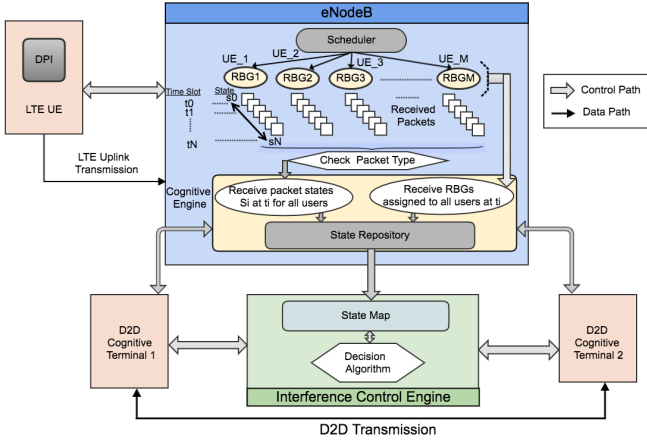 eNodeB
Scheduler
DPI
LTE UE
UE_1
UE_2
UE_3
UE_M
RBG1
RBG2
RBG3
RBGM
Time Slot
State
t0
s0
t1
tN
sN
Received
Packets
Control Path
Data Path
LTE Uplink
Transmission
Check Packet Type
Cognitive
Engine
Receive packet states
Si at ti for all users
Receive RBGs
assigned to all users at ti
State Repository
D2D
Cognitive
Terminal 1
State Map
Decision
Algorithm
Interference Control Engine
D2D
Cognitive
Terminal 2
D2D Transmission